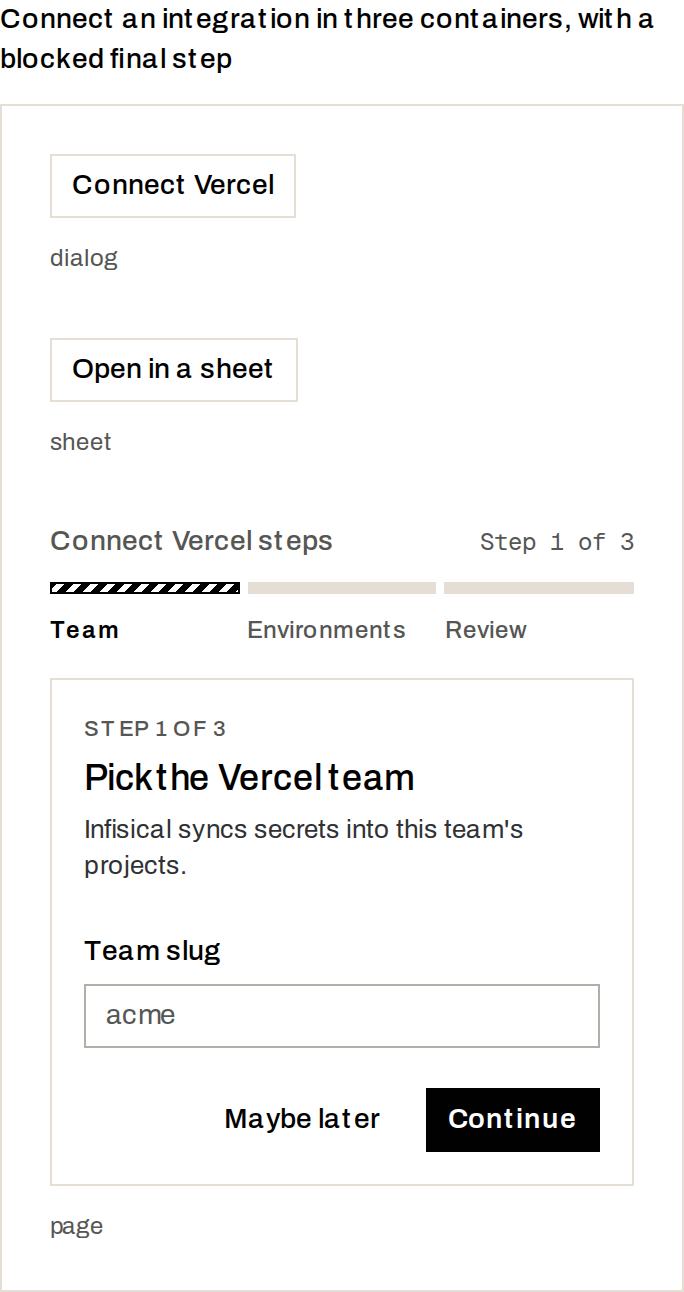 Connect an integration in three containers, with a
blocked final step
Connect Vercel
dialog
Open in a sheet
sheet
Connect Vercel steps
Step 1 of 3
Team
Environments
Review
STEP 1 OF 3
Pick the Vercel team
Infisical syncs secrets into this team's
projects.
Team slug
acme
Maybe later
Continue
page